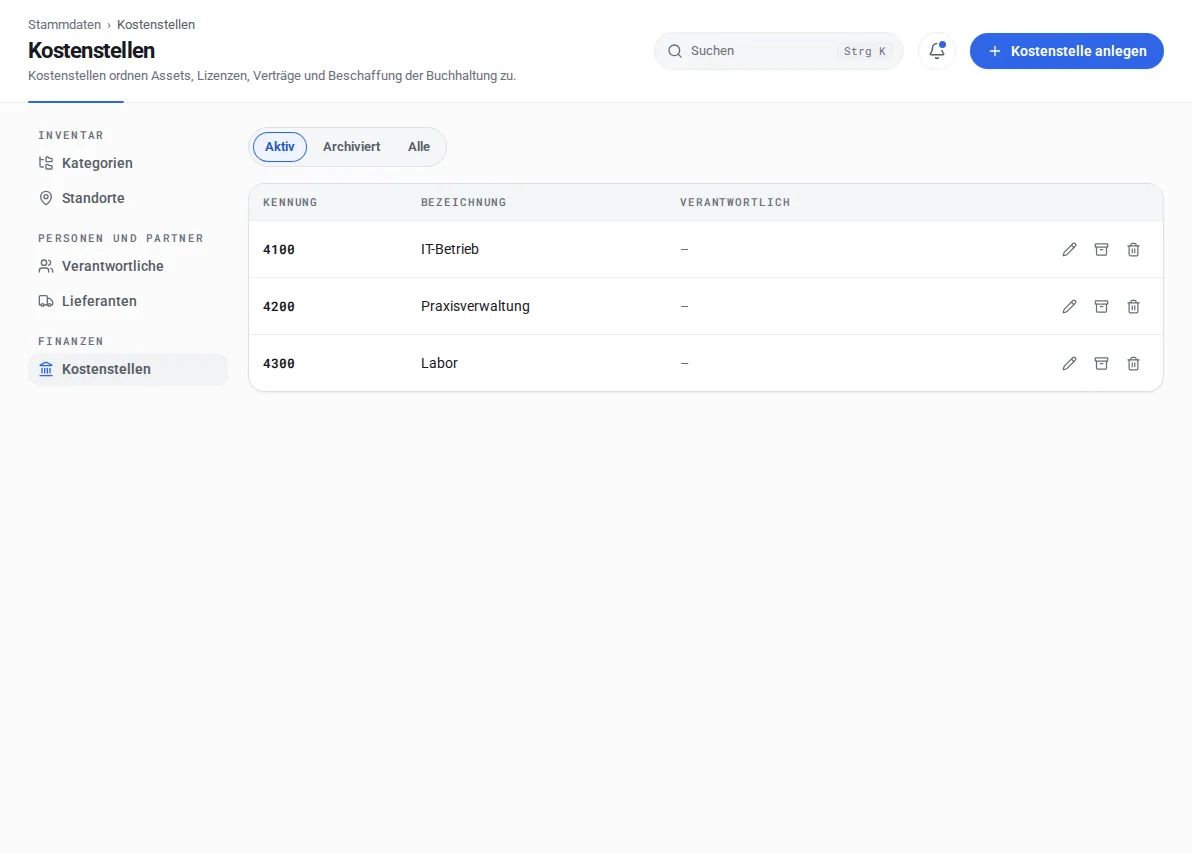 Stammdaten › Kostenstellen
Kostenstellen
Kostenstellen ordnen Assets, Lizenzen, Verträge und Beschaffung der Buchhaltung zu.
Suchen Strg K
Kostenstelle anlegen
INVENTAR
Kategorien
Standorte
PERSONEN UND PARTNER
Verantwortliche
Lieferanten
FINANZEN
Kostenstellen
Aktiv Archiviert Alle
KENNUNG BEZEICHNUNG VERANTWORTLICH
4100 IT-Betrieb –
4200 Praxisverwaltung –
4300 Labor –